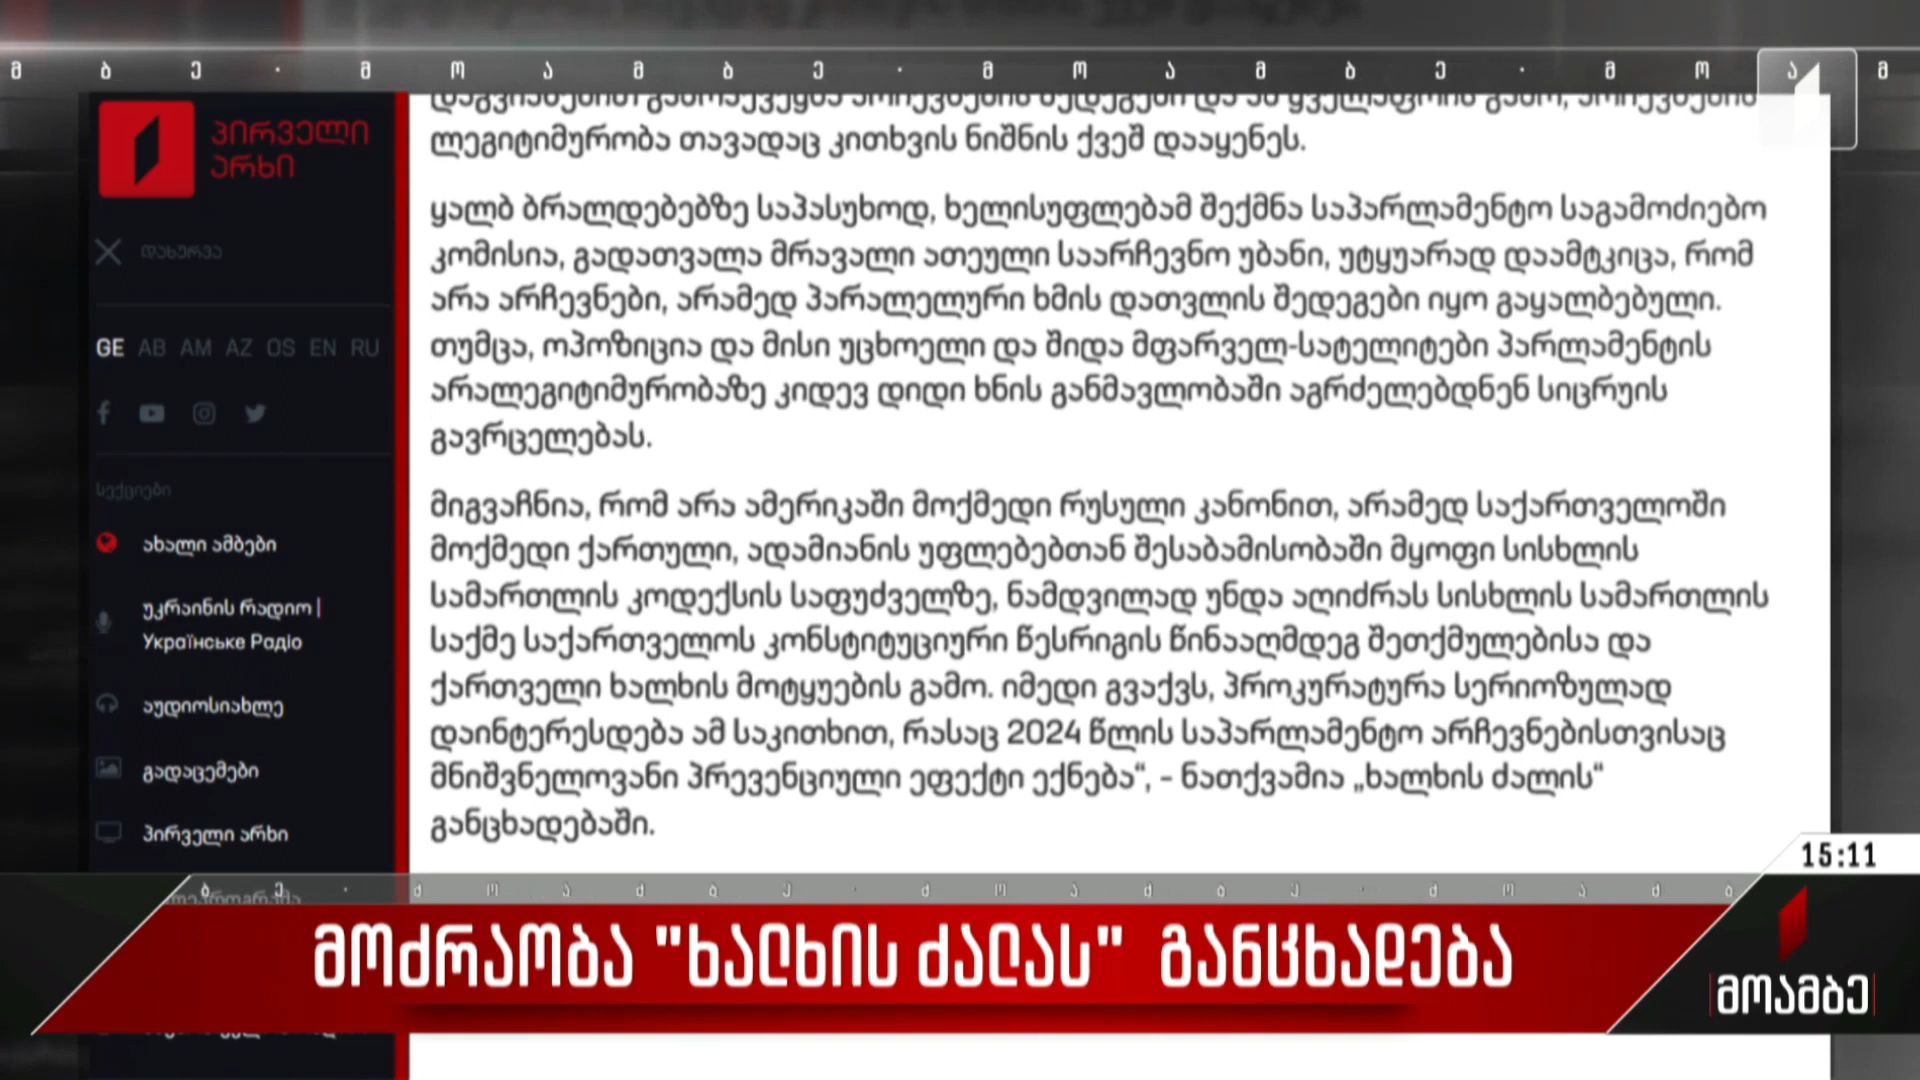 მ ბ ე · მ ო ა მ ბ ე · მ ო ა მ ბ ე · მ ო ა მ
პირველი
არხი
დახურვა
GE AB AM AZ OS EN RU
სექციები
ახალი ამბები
უკრაინის რადიო |
Українське Радіо
აუდიოსიახლე
გადაცემები
პირველი არხი
ლეგიტიმურობა თავადაც კითხვის ნიშნის ქვეშ დააყენეს.
ყალბ ბრალდებებზე საპასუხოდ, ხელისუფლებამ შექმნა საპარლამენტო საგამოძიებო
კომისია, გადათვალა მრავალი ათეული საარჩევნო უბანი, უტყუარად დაამტკიცა, რომ
არა არჩევნები, არამედ პარალელური ხმის დათვლის შედეგები იყო გაყალბებული.
თუმცა, ოპოზიცია და მისი უცხოელი და შიდა მფარველ-სატელიტები პარლამენტის
არალეგიტიმურობაზე კიდევ დიდი ხნის განმავლობაში აგრძელებდნენ სიცრუის
გავრცელებას.
მიგვაჩნია, რომ არა ამერიკაში მოქმედი რუსული კანონით, არამედ საქართველოში
მოქმედი ქართული, ადამიანის უფლებებთან შესაბამისობაში მყოფი სისხლის
სამართლის კოდექსის საფუძველზე, ნამდვილად უნდა აღიძრას სისხლის სამართლის
საქმე საქართველოს კონსტიტუციური წესრიგის წინააღმდეგ შეთქმულებისა და
ქართველი ხალხის მოტყუების გამო. იმედი გვაქვს, პროკურატურა სერიოზულად
დაინტერესდება ამ საკითხით, რასაც 2024 წლის საპარლამენტო არჩევნებისთვისაც
მნიშვნელოვანი პრევენციული ეფექტი ექნება“, – ნათქვამია „ხალხის ძალის“
განცხადებაში.
15:11
მოძრაობა "ხალხის ძალას" განცხადება
მოამბე